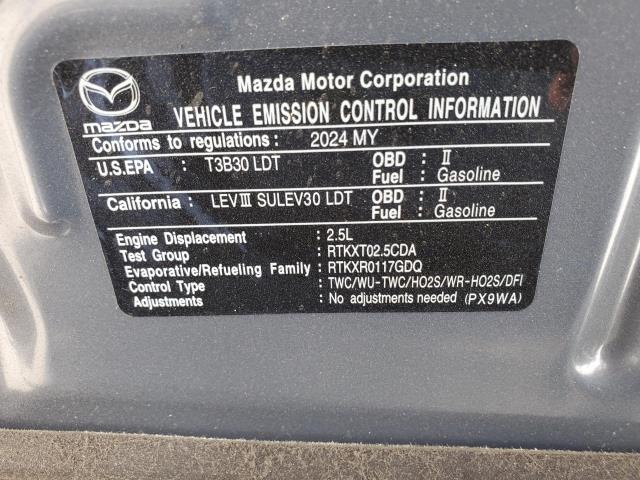 Mazda Motor Corporation
mazda VEHICLE EMISSION CONTROL INFORMATION
Conforms to regulations: 2024 MY
U.S.EPA : T3B30 LDT OBD : II
Fuel : Gasoline
California : LEVIII SULEV30 LDT OBD : II
Fuel : Gasoline
Engine Displacement : 2.5L
Test Group : RTKXT02.5CDA
Evaporative/Refueling Family : RTKXR0117GDQ
Control Type : TWC/WU-TWC/HO2S/WR-HO2S/DFI
Adjustments : No adjustments needed (PX9WA)